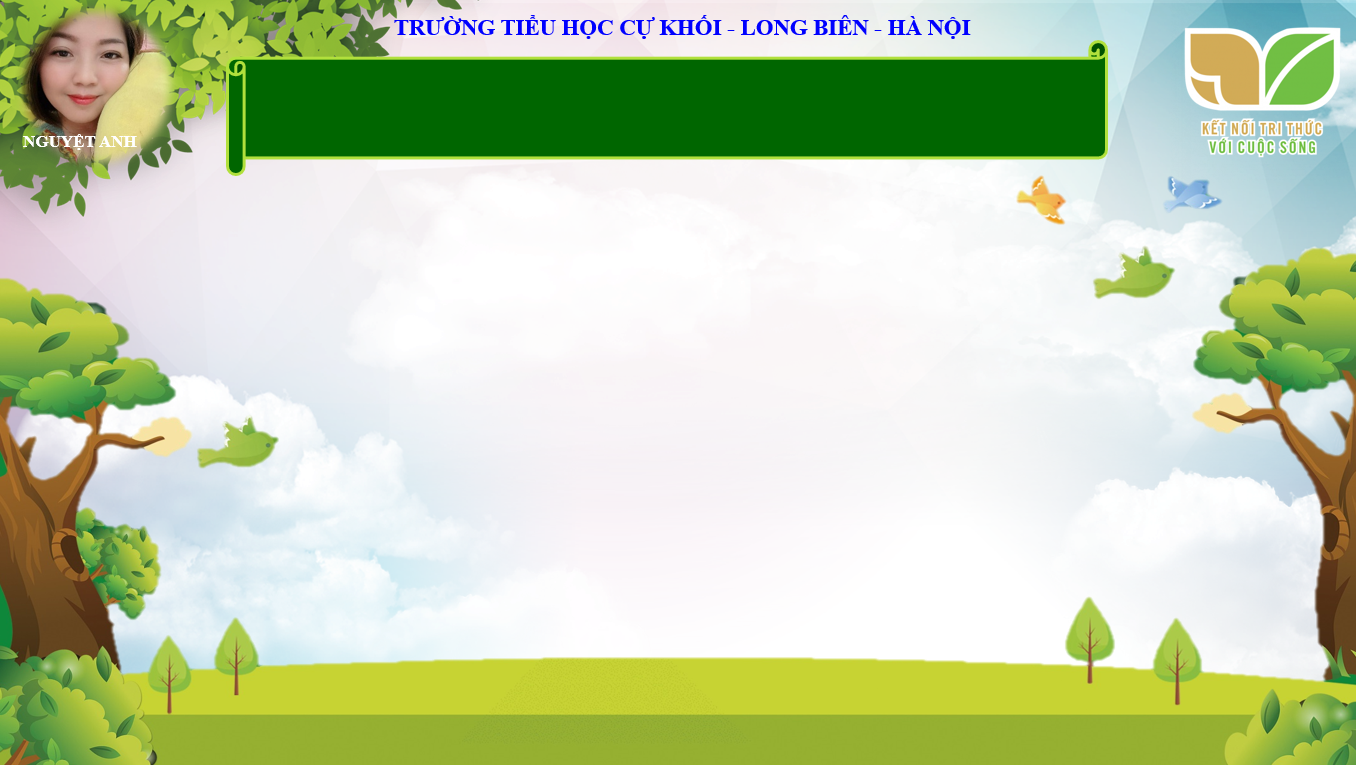 TRƯỜNG TIỂU HỌC CỰ KHỐI - LONG BIÊN - HÀ NỘI
NGUYỆT ANH
KẾT NỐI TRI THỨC
VỚI CUỘC SỐNG